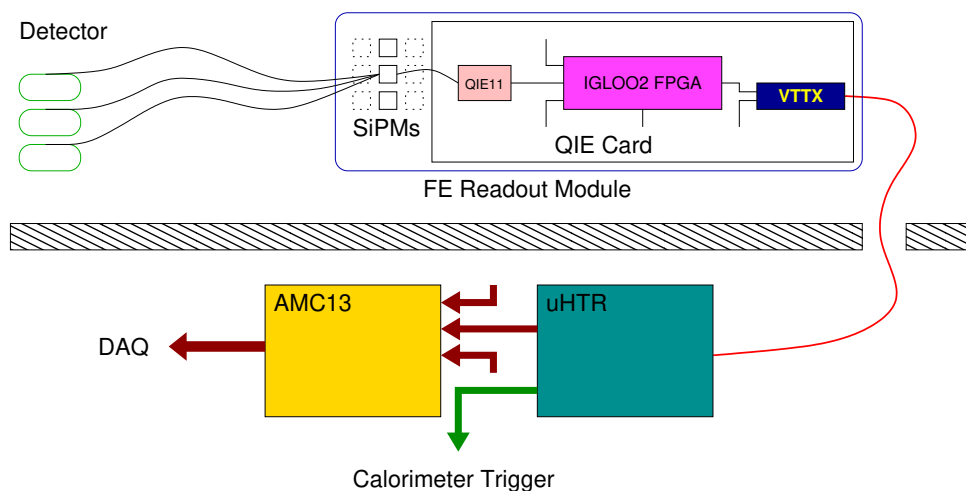 Detector
SiPMs
QIE11
IGLOO2 FPGA
VTTX
QIE Card
FE Readout Module
AMC13
uHTR
DAQ
Calorimeter Trigger